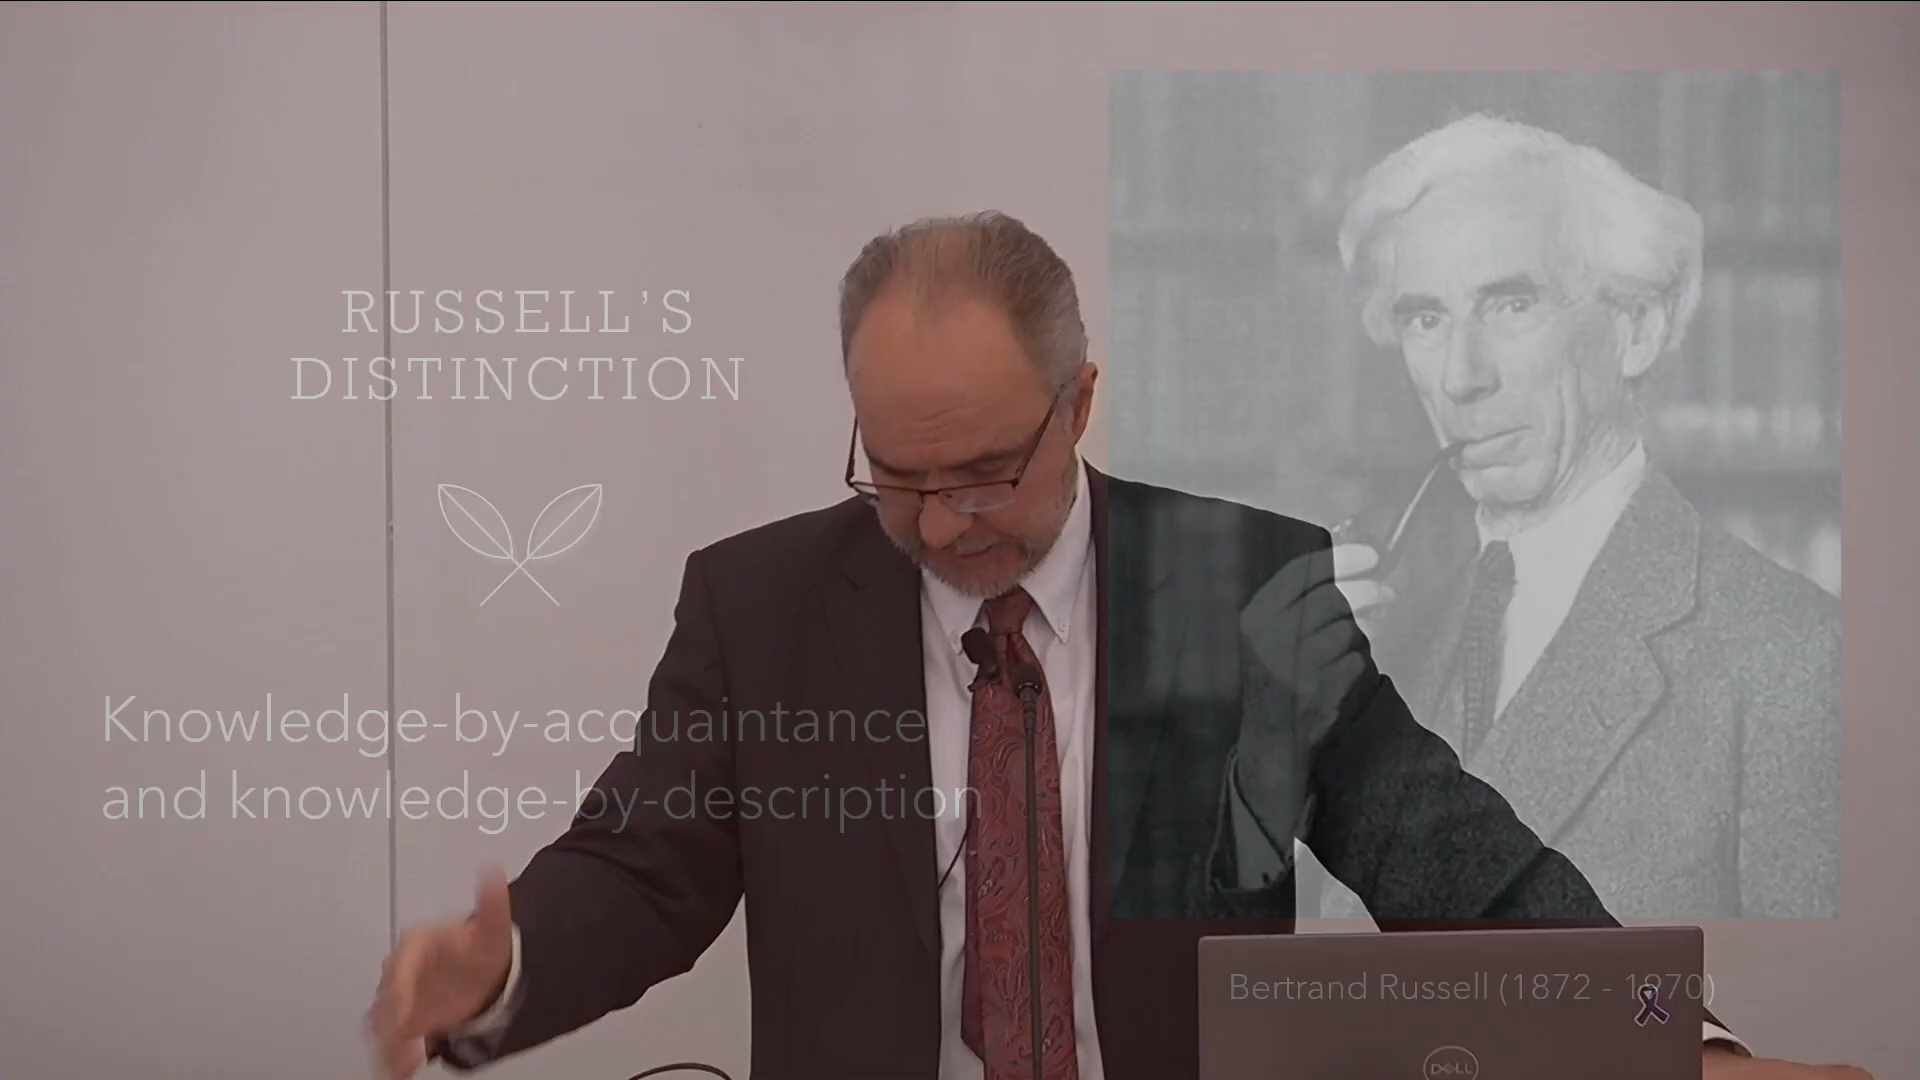 RUSSELL'S
DISTINCTION
Knowledge-by-acquaintance
and knowledge-by-description
Bertrand Russell (1872 - 1970)
DELL